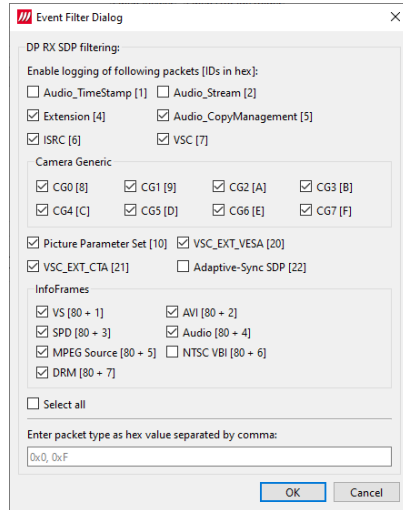 Event Filter Dialog
DP RX SDP filtering:
Enable logging of following packets [IDs in hex]:
Audio_TimeStamp [1] Audio_Stream [2]
Extension [4] Audio_CopyManagement [5]
ISRC [6] VSC [7]
Camera Generic
CG0 [8] CG1 [9] CG2 [A] CG3 [B]
CG4 [C] CG5 [D] CG6 [E] CG7 [F]
Picture Parameter Set [10] VSC_EXT_VESA [20]
VSC_EXT_CTA [21] Adaptive-Sync SDP [22]
InfoFrames
VS [80 + 1] AVI [80 + 2]
SPD [80 + 3] Audio [80 + 4]
MPEG Source [80 + 5] NTSC VBI [80 + 6]
DRM [80 + 7]
Select all
Enter packet type as hex value separated by comma:
0x0, 0xF
OK Cancel